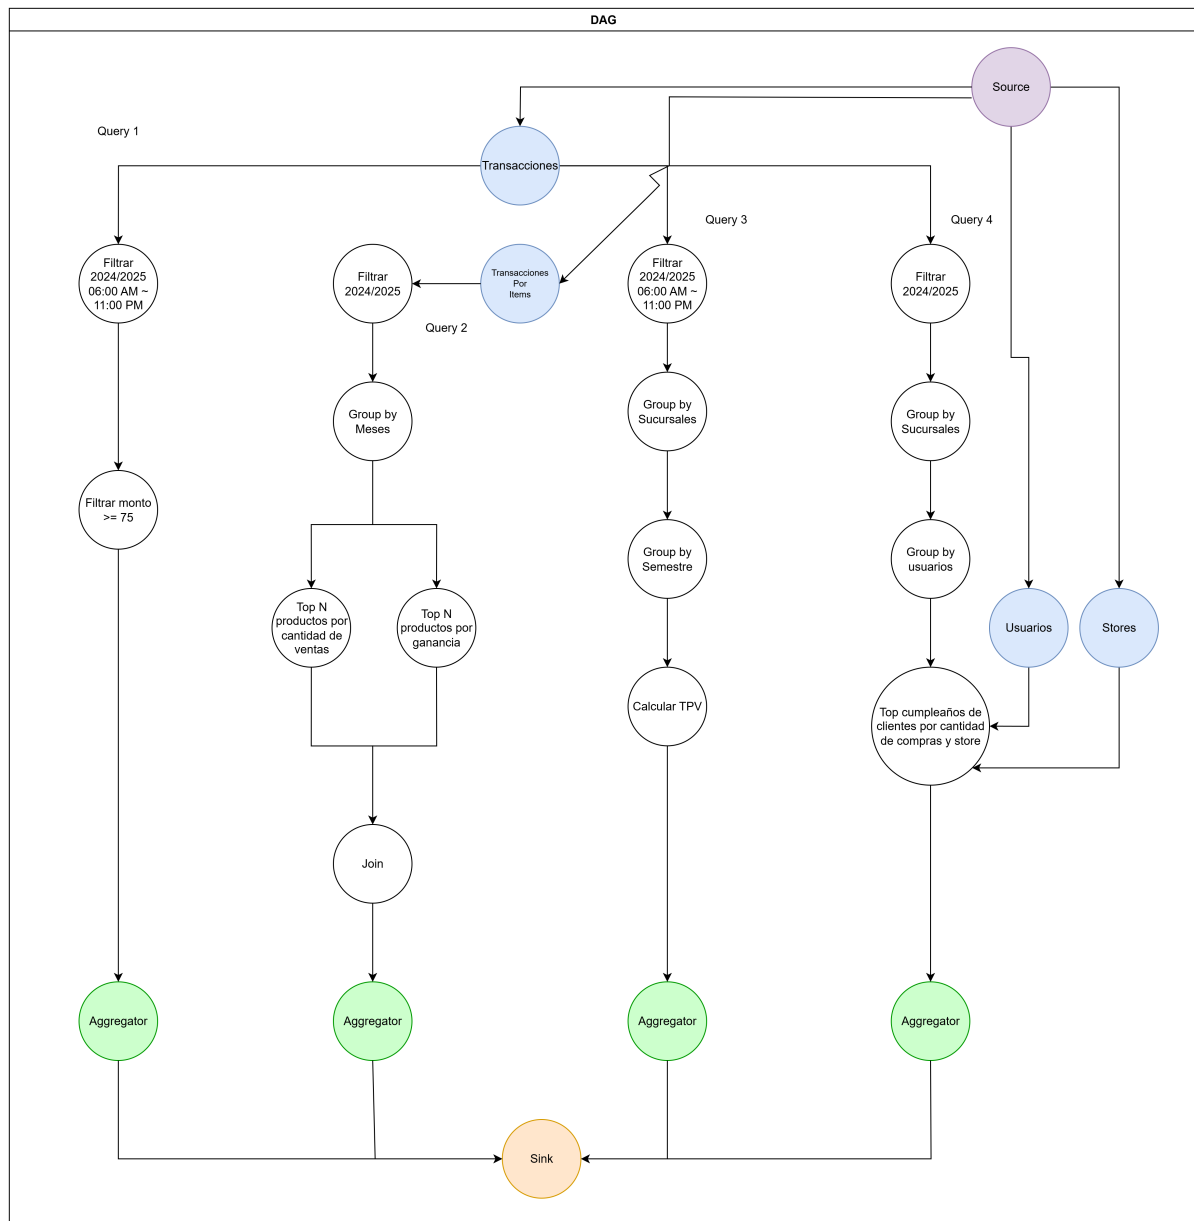 DAG
Source
Query 1
Transacciones
Query 3
Query 4
Filtrar
2024/2025
06:00 AM ~
11:00 PM
Filtrar
2024/2025
Transacciones
Por
Items
Filtrar
2024/2025
06:00 AM ~
11:00 PM
Filtrar
2024/2025
Query 2
Group by
Meses
Group by
Sucursales
Group by
Sucursales
Filtrar monto
>= 75
Group by
Semestre
Group by
usuarios
Top N
productos por
cantidad de
ventas
Top N
productos por
ganancia
Usuarios
Stores
Calcular TPV
Top cumpleaños de
clientes por cantidad
de compras y store
Join
Aggregator
Aggregator
Aggregator
Aggregator
Sink